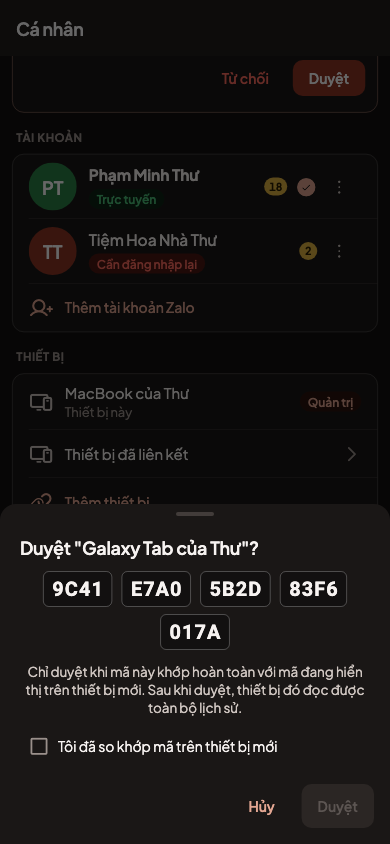 Cá nhân
Từ chối
Duyệt
TÀI KHOẢN
PT
Phạm Minh Thư
Trực tuyến
18
TT
Tiệm Hoa Nhà Thư
Cần đăng nhập lại
2
Thêm tài khoản Zalo
THIẾT BỊ
MacBook của Thư
Thiết bị này
Quản trị
Thiết bị đã liên kết
Thêm thiết bị
Duyệt "Galaxy Tab của Thư"?
9C41 E7A0 5B2D 83F6
017A
Chỉ duyệt khi mã này khớp hoàn toàn với mã đang hiển
thị trên thiết bị mới. Sau khi duyệt, thiết bị đó đọc được
toàn bộ lịch sử.
Tôi đã so khớp mã trên thiết bị mới
Hủy
Duyệt